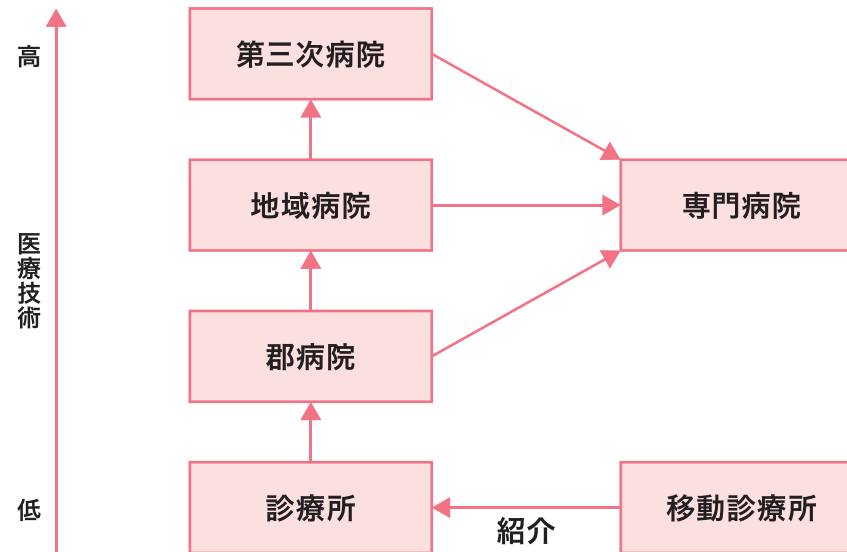 高
第三次病院
地域病院
専門病院
医療技術
郡病院
低
診療所
移動診療所
紹介